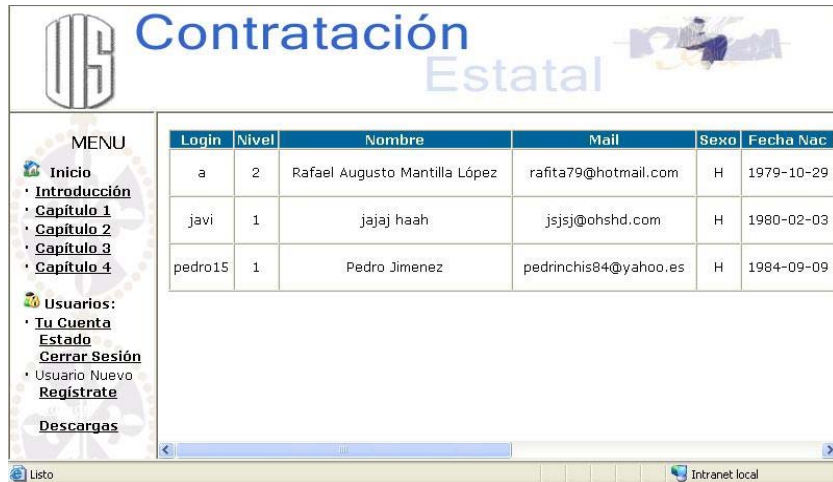 UIS
Contratación
Estatal
MENU
Inicio
· Introducción
· Capítulo 1
· Capítulo 2
· Capítulo 3
· Capítulo 4
Usuarios:
· Tu Cuenta
Estado
Cerrar Sesión
· Usuario Nuevo
Regístrate
Descargas
Login Nivel Nombre Mail Sexo Fecha Nac
a 2 Rafael Augusto Mantilla López rafita79@hotmail.com H 1979-10-29
javi 1 jajaj haah jsjsj@ohshd.com H 1980-02-03
pedro15 1 Pedro Jimenez pedrinchis84@yahoo.es H 1984-09-09
Listo Intranet local